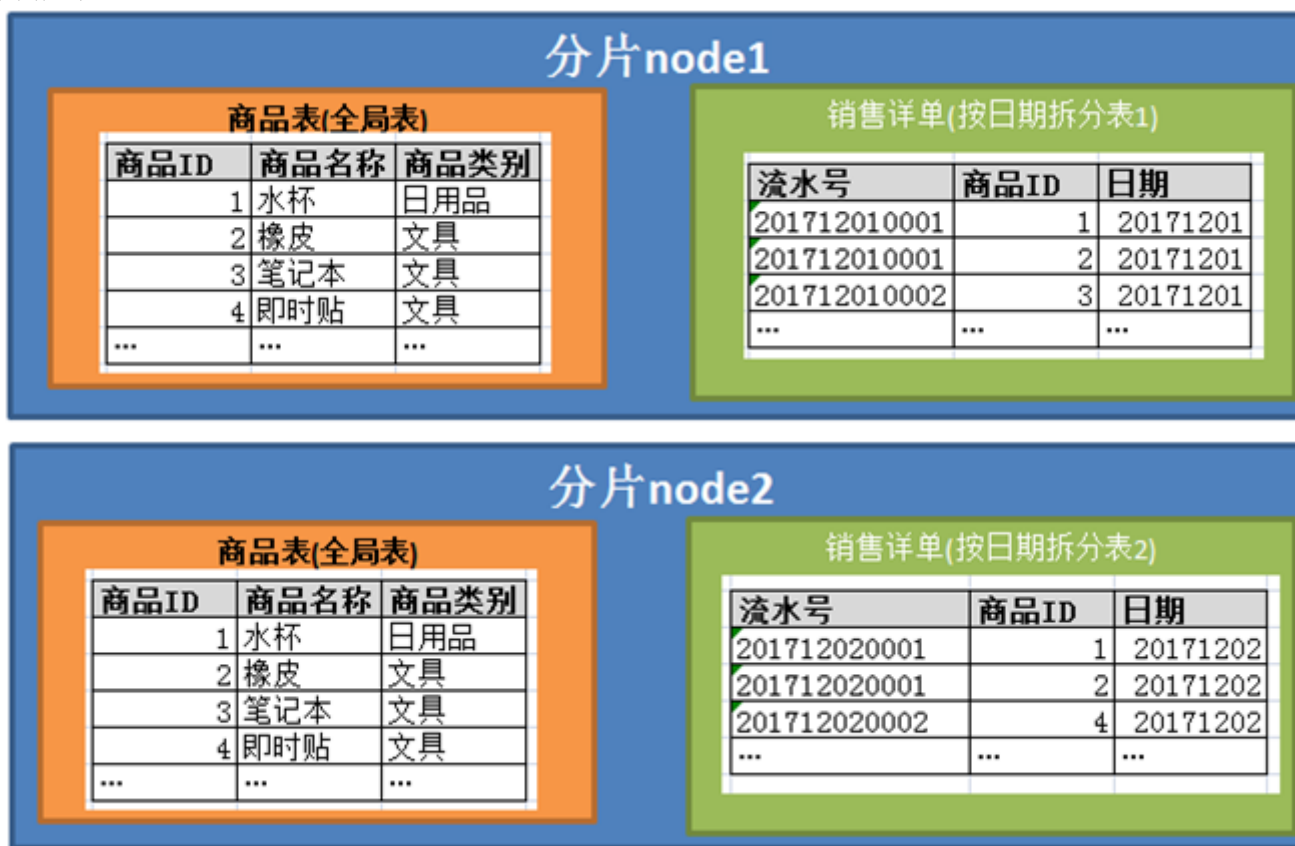 分片node1
商品表(全局表)
商品ID 商品名称 商品类别
1 水杯 日用品
2 橡皮 文具
3 笔记本 文具
4 即时贴 文具
… … …
销售详单(按日期拆分表1)
流水号 商品ID 日期
201712010001 1 20171201
201712010001 2 20171201
201712010002 3 20171201
… … …
分片node2
商品表(全局表)
商品ID 商品名称 商品类别
1 水杯 日用品
2 橡皮 文具
3 笔记本 文具
4 即时贴 文具
… … …
销售详单(按日期拆分表2)
流水号 商品ID 日期
201712020001 1 20171202
201712020001 2 20171202
201712020002 4 20171202
… … …